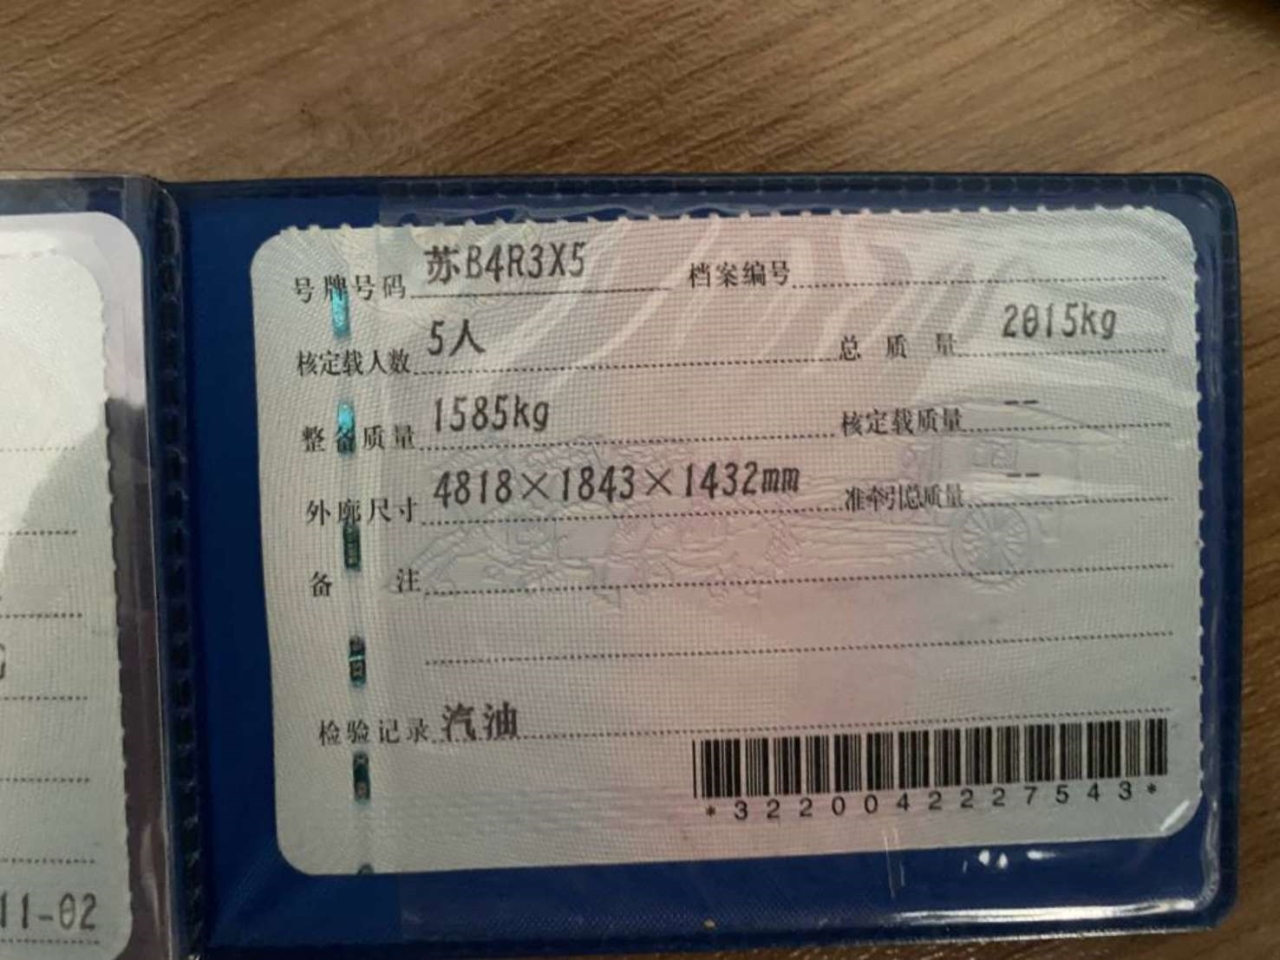 号牌号码 苏B4R3X5 档案编号
核定载人数 5人 总质量 2015kg
整备质量 1585kg 核定载质量 --
外廓尺寸 4818×1843×1432mm 准牵引总质量 --
备注
检验记录 汽油
*3220042227543*
11-02